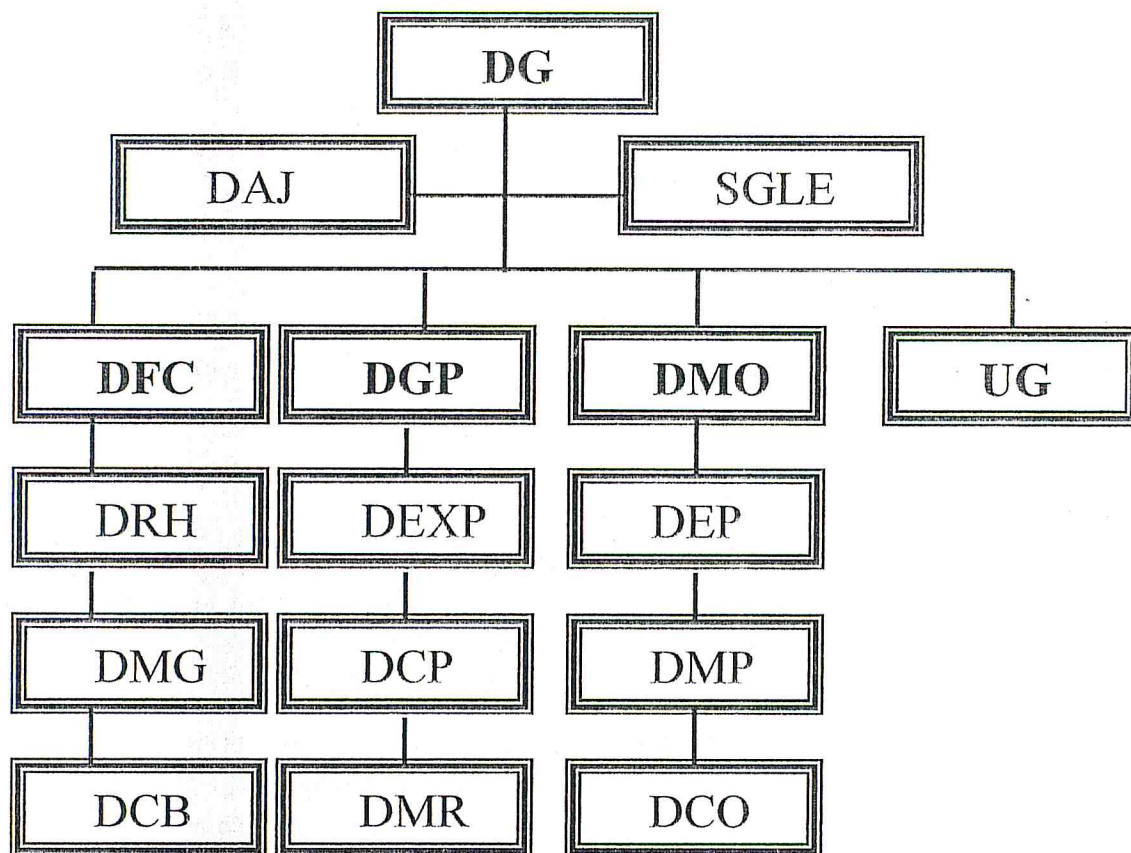 DG
DAJ SGLE
DFC DGP DMO UG
DRH DEXP DEP
DMG DCP DMP
DCB DMR DCO